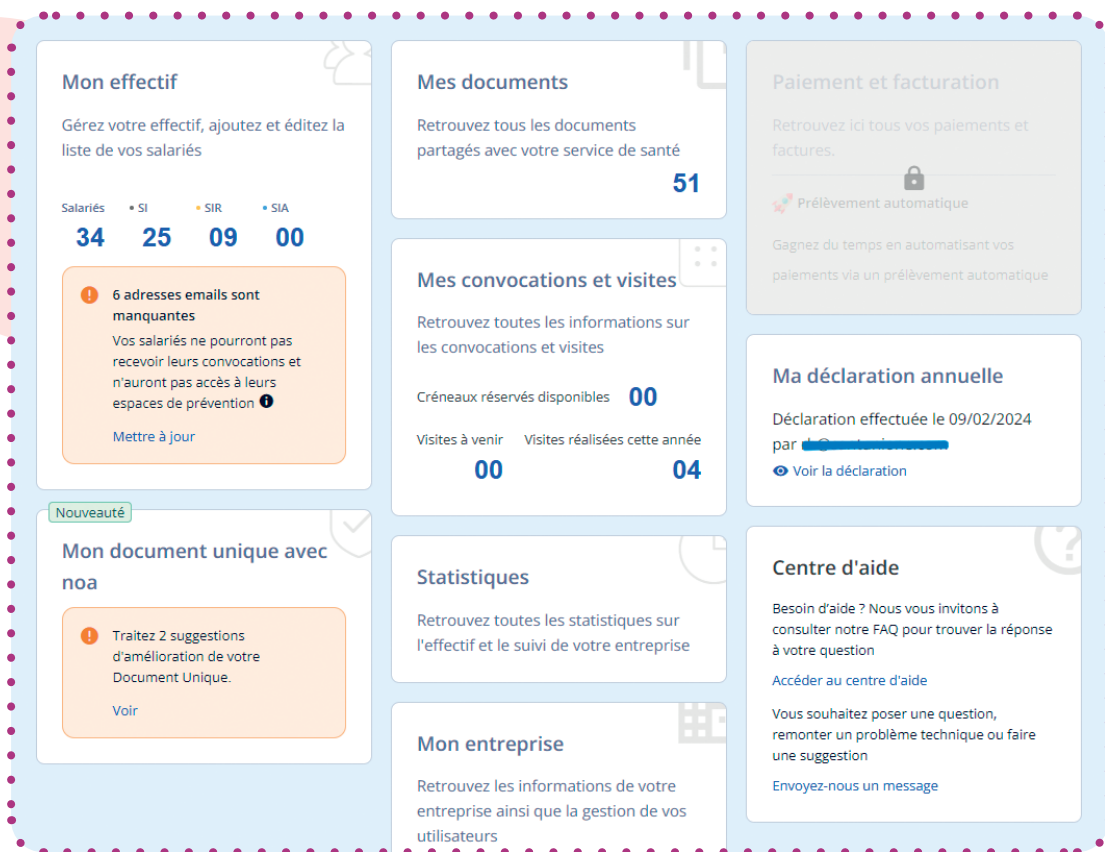 Mon effectif
Gérez votre effectif, ajoutez et éditez la
liste de vos salariés
Salariés • SI • SIR • SIA
34 25 09 00
6 adresses emails sont
manquantes
Vos salariés ne pourront pas
recevoir leurs convocations et
n'auront pas accès à leurs
espaces de prévention
Mettre à jour
Nouveauté
Mon document unique avec
noa
Traitez 2 suggestions
d'amélioration de votre
Document Unique.
Voir
Mes documents
Retrouvez tous les documents
partagés avec votre service de santé
51
Mes convocations et visites
Retrouvez toutes les informations sur
les convocations et visites
Créneaux réservés disponibles 00
Visites à venir Visites réalisées cette année
00 04
Statistiques
Retrouvez toutes les statistiques sur
l'effectif et le suivi de votre entreprise
Mon entreprise
Retrouvez les informations de votre
entreprise ainsi que la gestion de vos
utilisateurs
Paiement et facturation
Retrouvez ici tous vos paiements et
factures.
Prélèvement automatique
Gagnez du temps en automatisant vos
paiements via un prélèvement automatique
Ma déclaration annuelle
Déclaration effectuée le 09/02/2024
par
Voir la déclaration
Centre d'aide
Besoin d'aide ? Nous vous invitons à
consulter notre FAQ pour trouver la réponse
à votre question
Accéder au centre d'aide
Vous souhaitez poser une question,
remonter un problème technique ou faire
une suggestion
Envoyez-nous un message